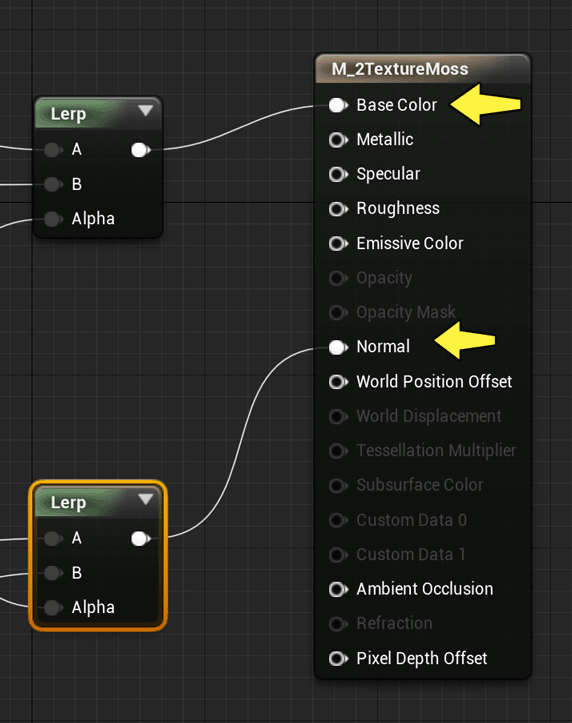 M_2TextureMoss
Base Color
Metallic
Specular
Roughness
Emissive Color
Opacity
Opacity Mask
Normal
World Position Offset
World Displacement
Tessellation Multiplier
Subsurface Color
Custom Data 0
Custom Data 1
Ambient Occlusion
Refraction
Pixel Depth Offset
Lerp
A
B
Alpha
Lerp
A
B
Alpha